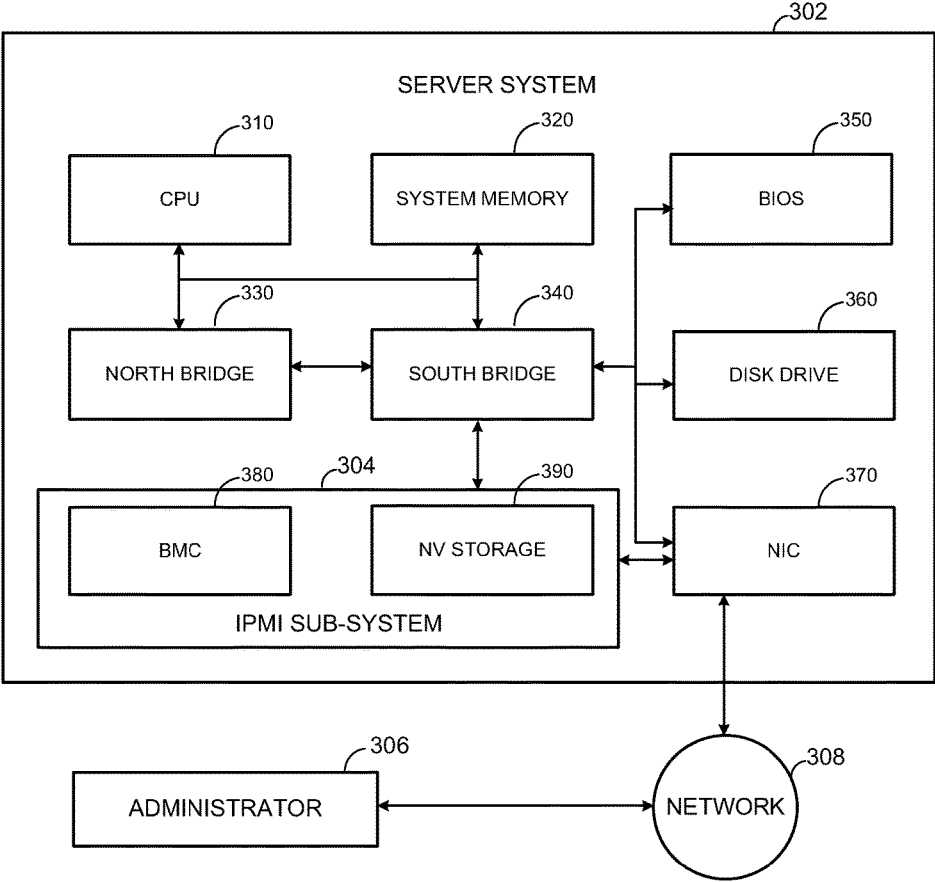 302
SERVER SYSTEM
310
320
350
CPU
SYSTEM MEMORY
BIOS
330
340
360
NORTH BRIDGE
SOUTH BRIDGE
DISK DRIVE
304
380
390
370
BMC
NV STORAGE
NIC
IPMI SUB-SYSTEM
306
308
ADMINISTRATOR
NETWORK